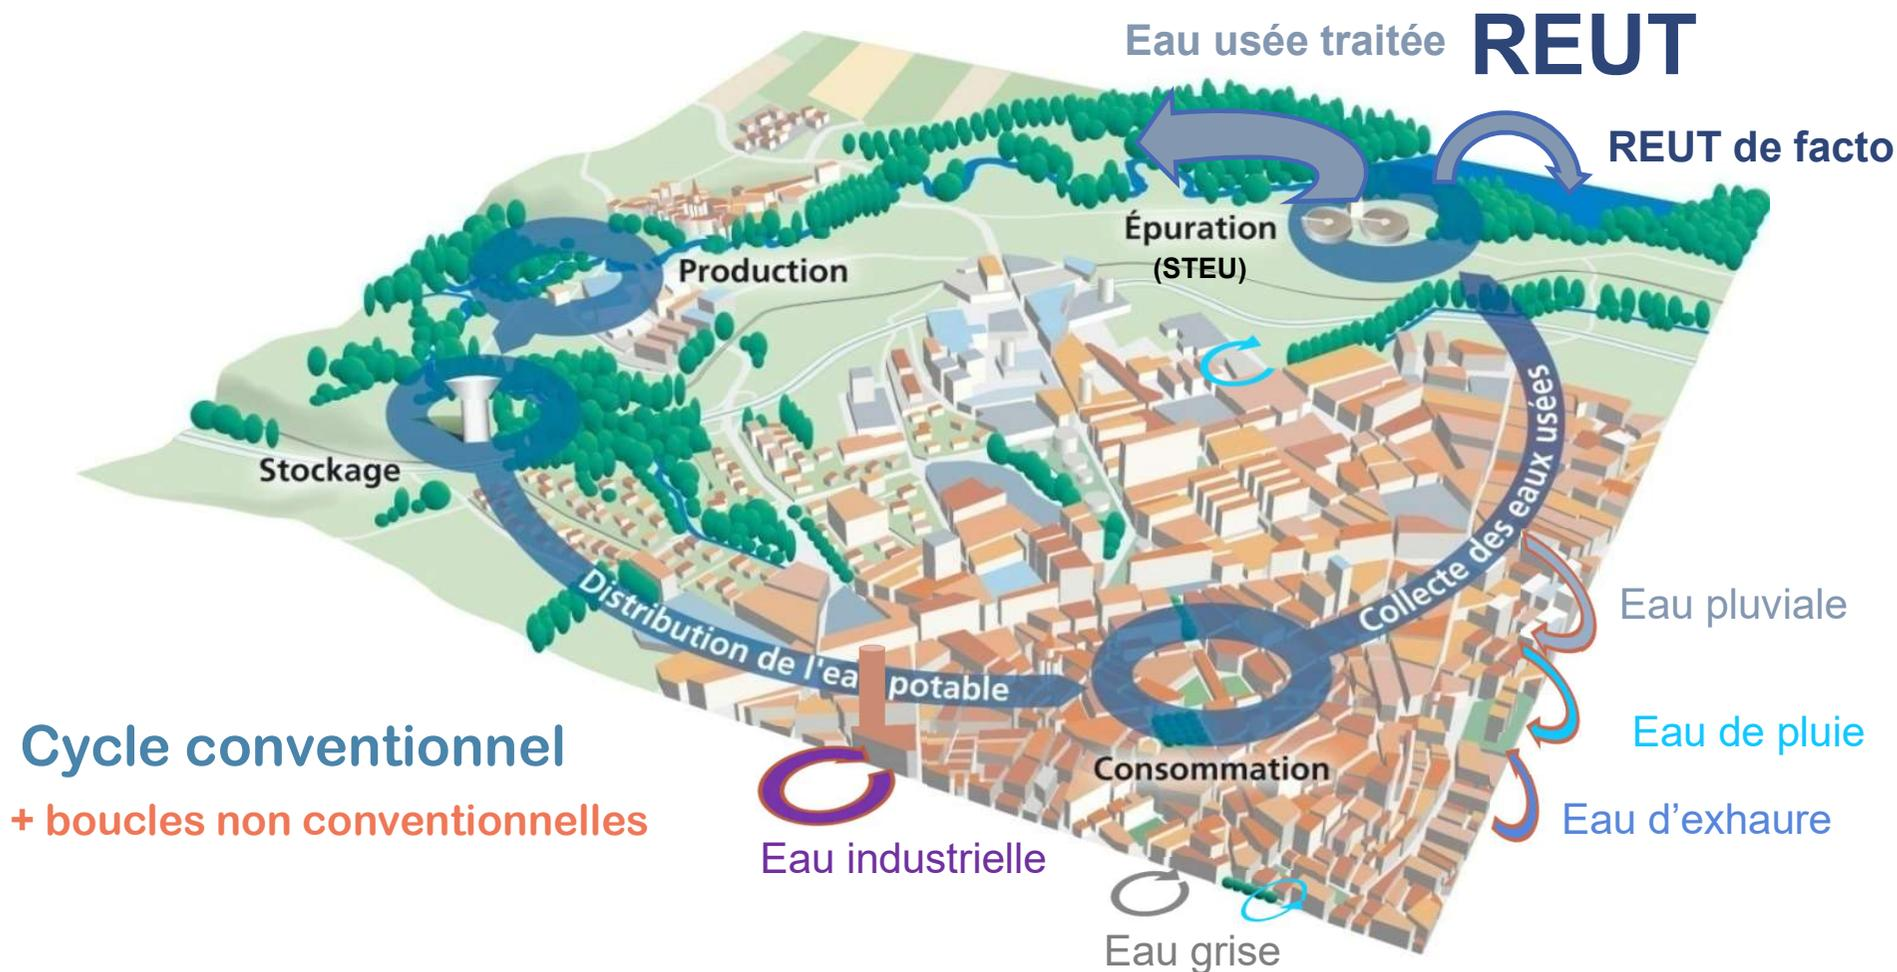 Eau usée traitée REUT
REUT de facto
Épuration
(STEU)
Production
Stockage
Collecte des eaux usées
Distribution de l'ea potable
Eau pluviale
Eau de pluie
Cycle conventionnel
Consommation
+ boucles non conventionnelles
Eau d’exhaure
Eau industrielle
Eau grise